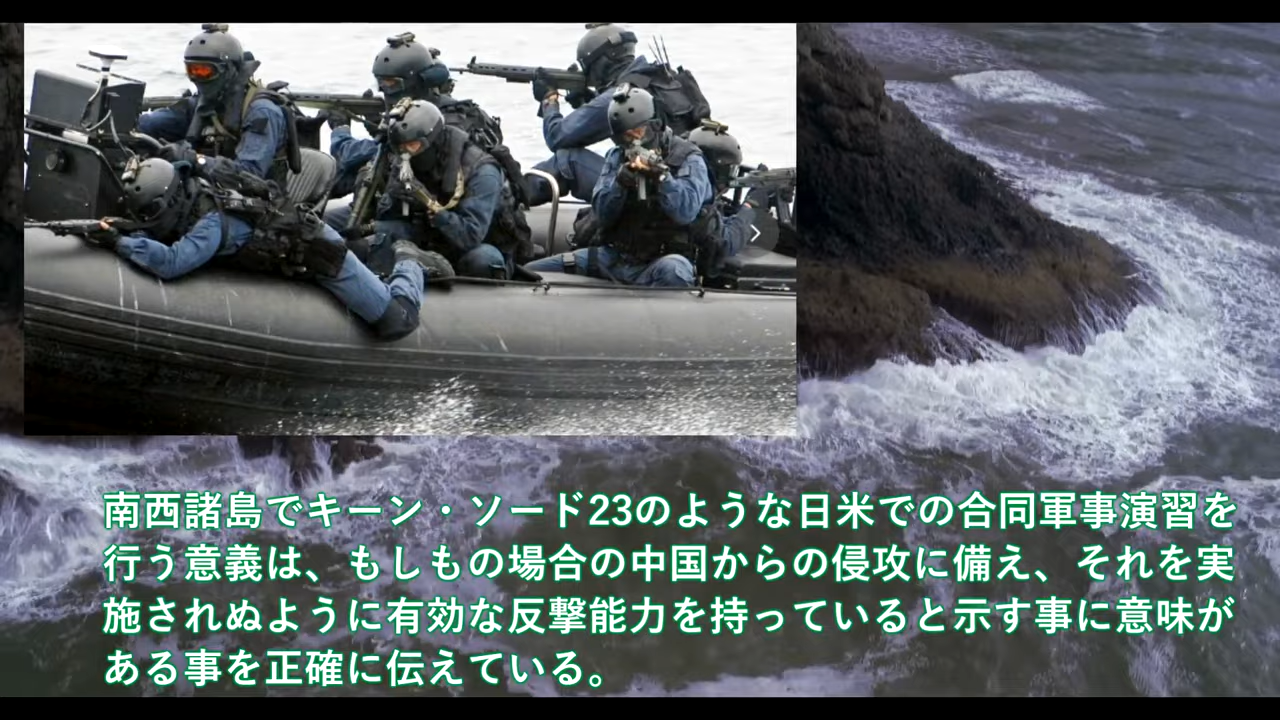 南西諸島でキーン・ソード23のような日米での合同軍事演習を
行う意義は、もしもの場合の中国からの侵攻に備え、それを実
施されぬように有効な反撃能力を持っていると示す事に意味が
ある事を正確に伝えている。